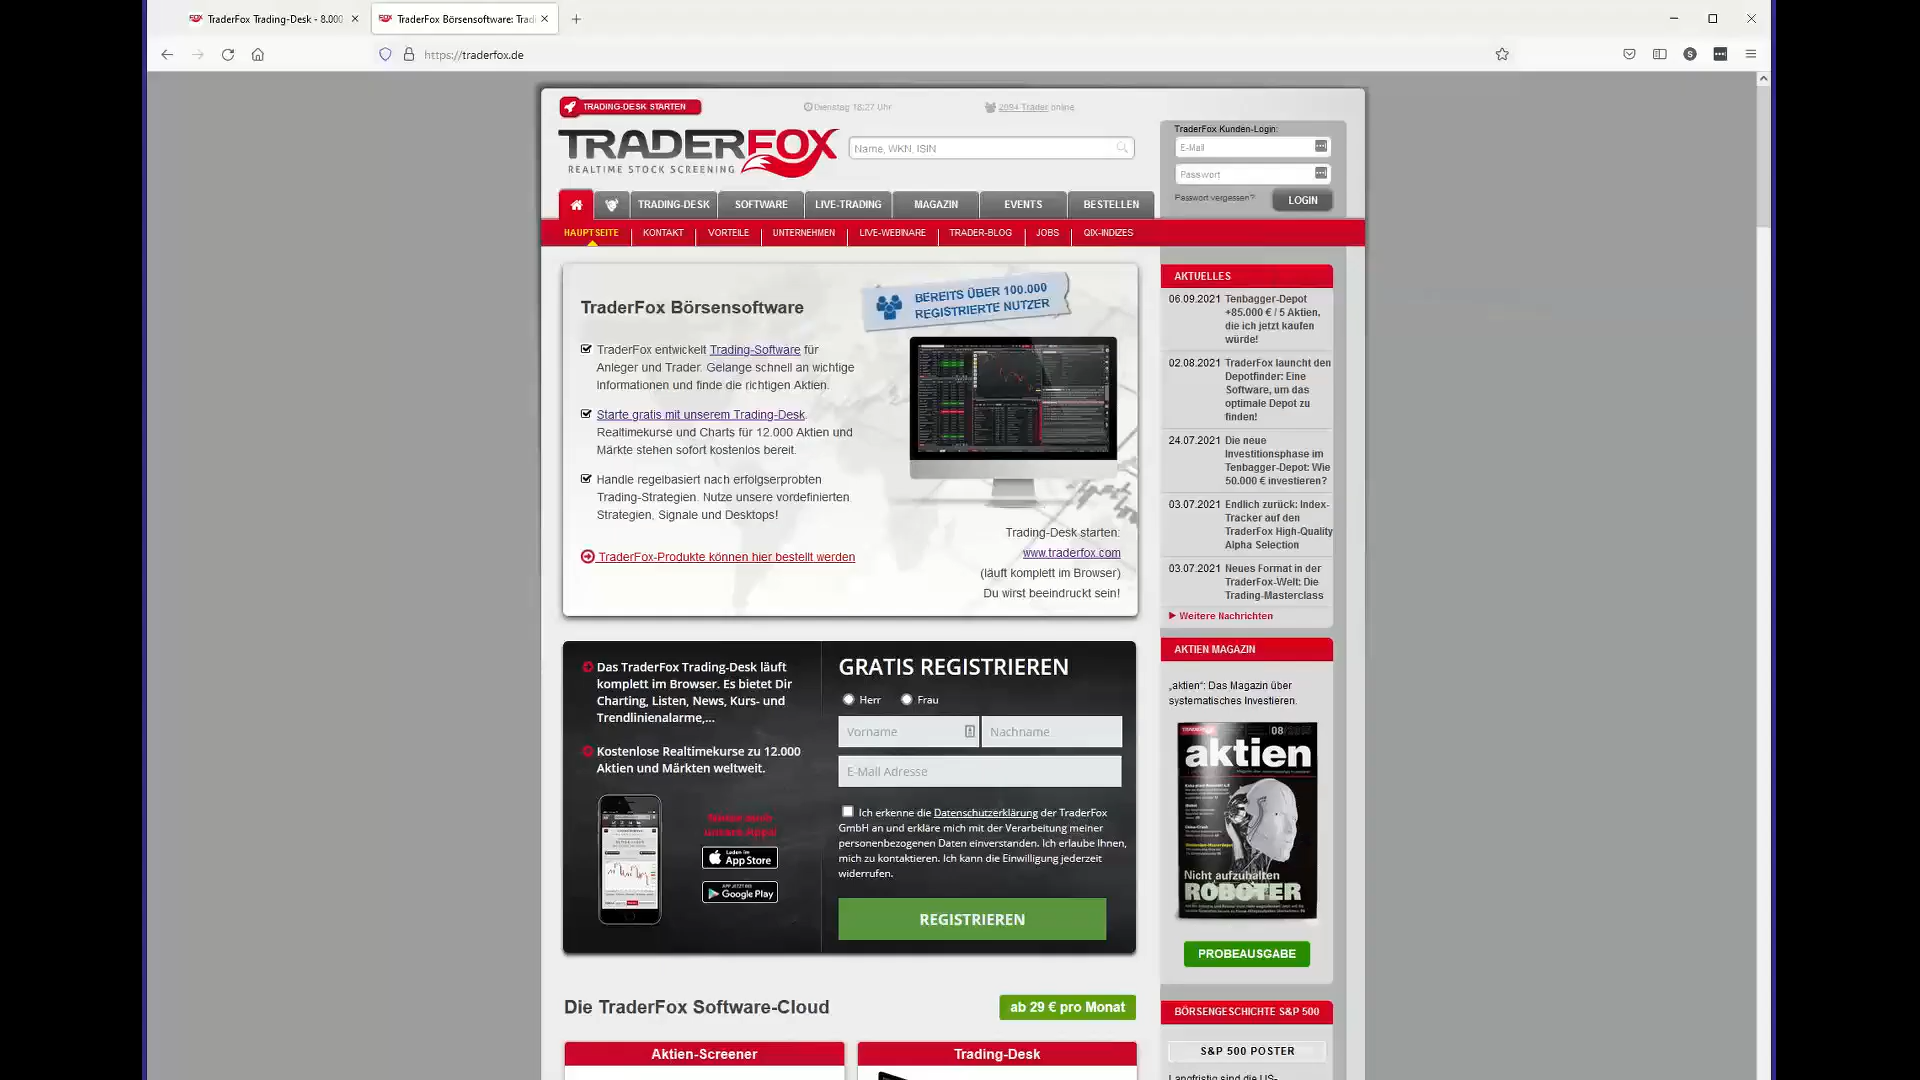 TraderFox Trading-Desk - 8.000
TraderFox Börsensoftware: Trad
https://traderfox.de
TRADING-DESK STARTEN
Dienstag 18:27 Uhr
2094 Trader online
TRADERFOX
REALTIME STOCK SCREENING
Name, WKN, ISIN
TraderFox Kunden-Login:
E-Mail
Passwort
Passwort vergessen?
LOGIN
TRADING-DESK
SOFTWARE
LIVE-TRADING
MAGAZIN
EVENTS
BESTELLEN
HAUPTSEITE
KONTAKT
VORTEILE
UNTERNEHMEN
LIVE-WEBINARE
TRADER-BLOG
JOBS
QIX-INDIZES
TraderFox Börsensoftware
BEREITS ÜBER 100.000
REGISTRIERTE NUTZER
TraderFox entwickelt Trading-Software für
Anleger und Trader. Gelange schnell an wichtige
Informationen und finde die richtigen Aktien.
Starte gratis mit unserem Trading-Desk.
Realtimekurse und Charts für 12.000 Aktien und
Märkte stehen sofort kostenlos bereit.
Handle regelbasiert nach erfolgserprobten
Trading-Strategien. Nutze unsere vordefinierten
Strategien, Signale und Desktops!
TraderFox-Produkte können hier bestellt werden
Trading-Desk starten:
www.traderfox.com
(läuft komplett im Browser)
Du wirst beeindruckt sein!
AKTUELLES
06.09.2021 Tenbagger-Depot
+85.000 € / 5 Aktien,
die ich jetzt kaufen
würde!
02.08.2021 TraderFox launcht den
Depotfinder: Eine
Software, um das
optimale Depot zu
finden!
24.07.2021 Die neue
Investitionsphase im
Tenbagger-Depot: Wie
50.000 € investieren?
03.07.2021 Endlich zurück: Index-
Tracker auf den
TraderFox High-Quality
Alpha Selection
03.07.2021 Neues Format in der
TraderFox-Welt: Die
Trading-Masterclass
Weitere Nachrichten
Das TraderFox Trading-Desk läuft
komplett im Browser. Es bietet Dir
Charting, Listen, News, Kurs- und
Trendlinienalarme,...
Kostenlose Realtimekurse zu 12.000
Aktien und Märkten weltweit.
Nutze auch
unsere Apps!
Laden im
App Store
APP JETZT BEI
Google Play
GRATIS REGISTRIEREN
Herr
Frau
Vorname
Nachname
E-Mail Adresse
Ich erkenne die Datenschutzerklärung der TraderFox
GmbH an und erkläre mich mit der Verarbeitung meiner
personenbezogenen Daten einverstanden. Ich erlaube Ihnen,
mich zu kontaktieren. Ich kann die Einwilligung jederzeit
widerrufen.
REGISTRIEREN
AKTIEN MAGAZIN
„aktien“: Das Magazin über
systematisches Investieren.
aktien
Nicht aufzuhalten
ROBOTER
PROBEAUSGABE
Die TraderFox Software-Cloud
ab 29 € pro Monat
BÖRSENGESCHICHTE S&P 500
S&P 500 POSTER
Langfristig sind die US-
Aktien-Screener
Trading-Desk